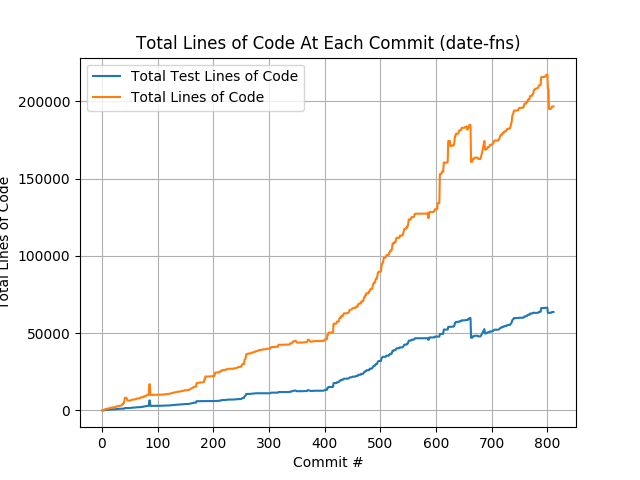 Total Lines of Code At Each Commit (date-fns)
Total Test Lines of Code
Total Lines of Code
200000
150000
100000
50000
0
Total Lines of Code
0 100 200 300 400 500 600 700 800
Commit #